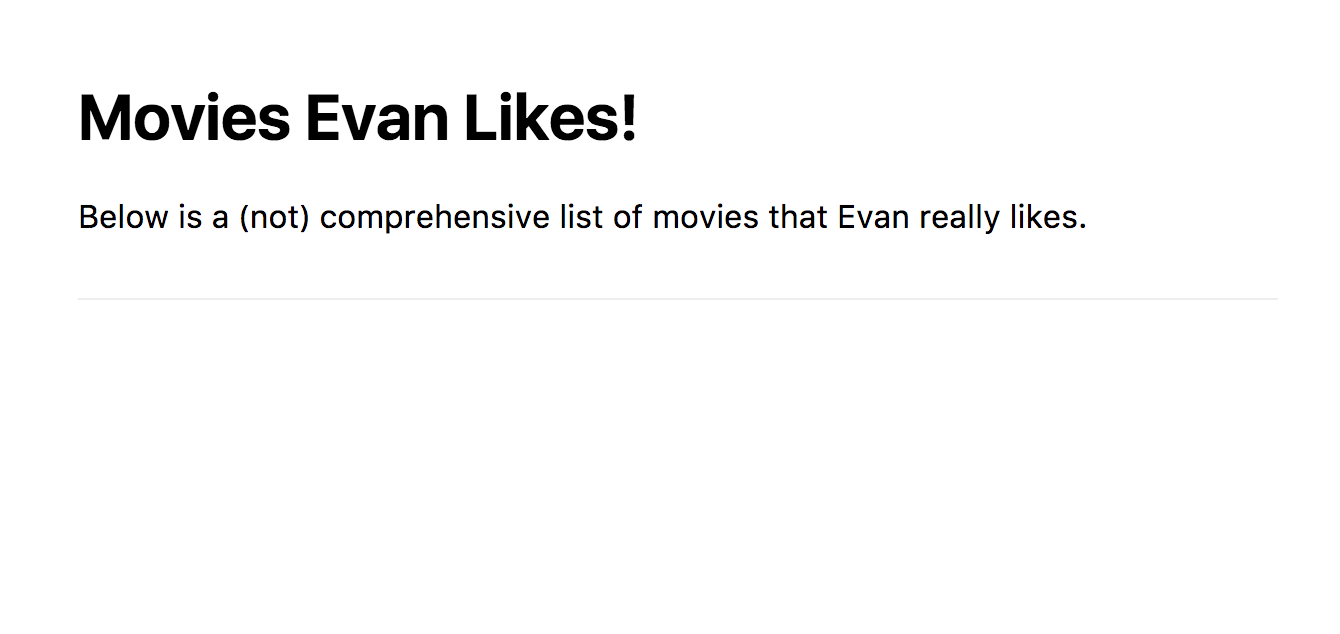 Movies Evan Likes!
Below is a (not) comprehensive list of movies that Evan really likes.